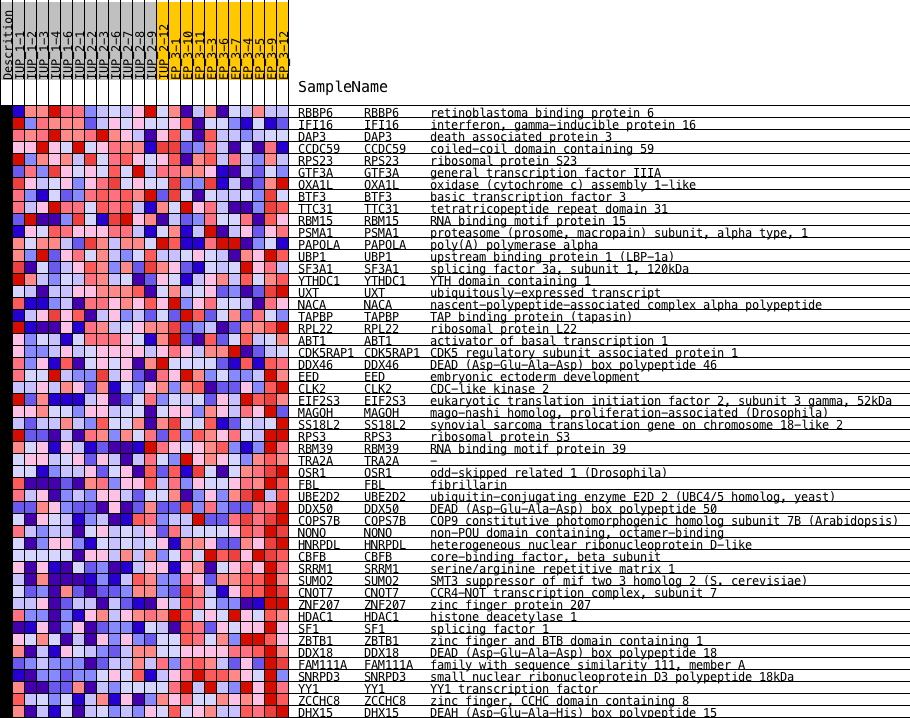 Descrition
IUP_1-1
IUP_1-2
IUP_1-3
IUP_1-4
IUP_1-6
IUP_2-1
IUP_2-2
IUP_2-3
IUP_2-6
IUP_2-7
IUP_2-8
IUP_2-9
IUP_2-12
EP_3-1
EP_3-10
EP_3-11
EP_3-3
EP_3-6
EP_3-7
EP_3-4
EP_3-5
EP_3-9
EP_3-12
SampleName
RBBP6 RBBP6 retinoblastoma binding protein 6
IFI16 IFI16 interferon, gamma-inducible protein 16
DAP3 DAP3 death associated protein 3
CCDC59 CCDC59 coiled-coil domain containing 59
RPS23 RPS23 ribosomal protein S23
GTF3A GTF3A general transcription factor IIIA
OXA1L OXA1L oxidase (cytochrome c) assembly 1-like
BTF3 BTF3 basic transcription factor 3
TTC31 TTC31 tetratricopeptide repeat domain 31
RBM15 RBM15 RNA binding motif protein 15
PSMA1 PSMA1 proteasome (prosome, macropain) subunit, alpha type, 1
PAPOLA PAPOLA poly(A) polymerase alpha
UBP1 UBP1 upstream binding protein 1 (LBP-1a)
SF3A1 SF3A1 splicing factor 3a, subunit 1, 120kDa
YTHDC1 YTHDC1 YTH domain containing 1
UXT UXT ubiquitously-expressed transcript
NACA NACA nascent-polypeptide-associated complex alpha polypeptide
TAPBP TAPBP TAP binding protein (tapasin)
RPL22 RPL22 ribosomal protein L22
ABT1 ABT1 activator of basal transcription 1
CDK5RAP1 CDK5RAP1 CDK5 regulatory subunit associated protein 1
DDX46 DDX46 DEAD (Asp-Glu-Ala-Asp) box polypeptide 46
EED EED embryonic ectoderm development
CLK2 CLK2 CDC-like kinase 2
EIF2S3 EIF2S3 eukaryotic translation initiation factor 2, subunit 3 gamma, 52kDa
MAGOH MAGOH mago-nashi homolog, proliferation-associated (Drosophila)
SS18L2 SS18L2 synovial sarcoma translocation gene on chromosome 18-like 2
RPS3 RPS3 ribosomal protein S3
RBM39 RBM39 RNA binding motif protein 39
TRA2A TRA2A -
OSR1 OSR1 odd-skipped related 1 (Drosophila)
FBL FBL fibrillarin
UBE2D2 UBE2D2 ubiquitin-conjugating enzyme E2D 2 (UBC4/5 homolog, yeast)
DDX50 DDX50 DEAD (Asp-Glu-Ala-Asp) box polypeptide 50
COPS7B COPS7B COP9 constitutive photomorphogenic homolog subunit 7B (Arabidopsis)
NONO NONO non-POU domain containing, octamer-binding
HNRPDL HNRPDL heterogeneous nuclear ribonucleoprotein D-like
CBFB CBFB core-binding factor, beta subunit
SRRM1 SRRM1 serine/arginine repetitive matrix 1
SUMO2 SUMO2 SMT3 suppressor of mif two 3 homolog 2 (S. cerevisiae)
CNOT7 CNOT7 CCR4-NOT transcription complex, subunit 7
ZNF207 ZNF207 zinc finger protein 207
HDAC1 HDAC1 histone deacetylase 1
SF1 SF1 splicing factor 1
ZBTB1 ZBTB1 zinc finger and BTB domain containing 1
DDX18 DDX18 DEAD (Asp-Glu-Ala-Asp) box polypeptide 18
FAM111A FAM111A family with sequence similarity 111, member A
SNRPD3 SNRPD3 small nuclear ribonucleoprotein D3 polypeptide 18kDa
YY1 YY1 YY1 transcription factor
ZCCHC8 ZCCHC8 zinc finger, CCHC domain containing 8
DHX15 DHX15 DEAH (Asp-Glu-Ala-His) box polypeptide 15